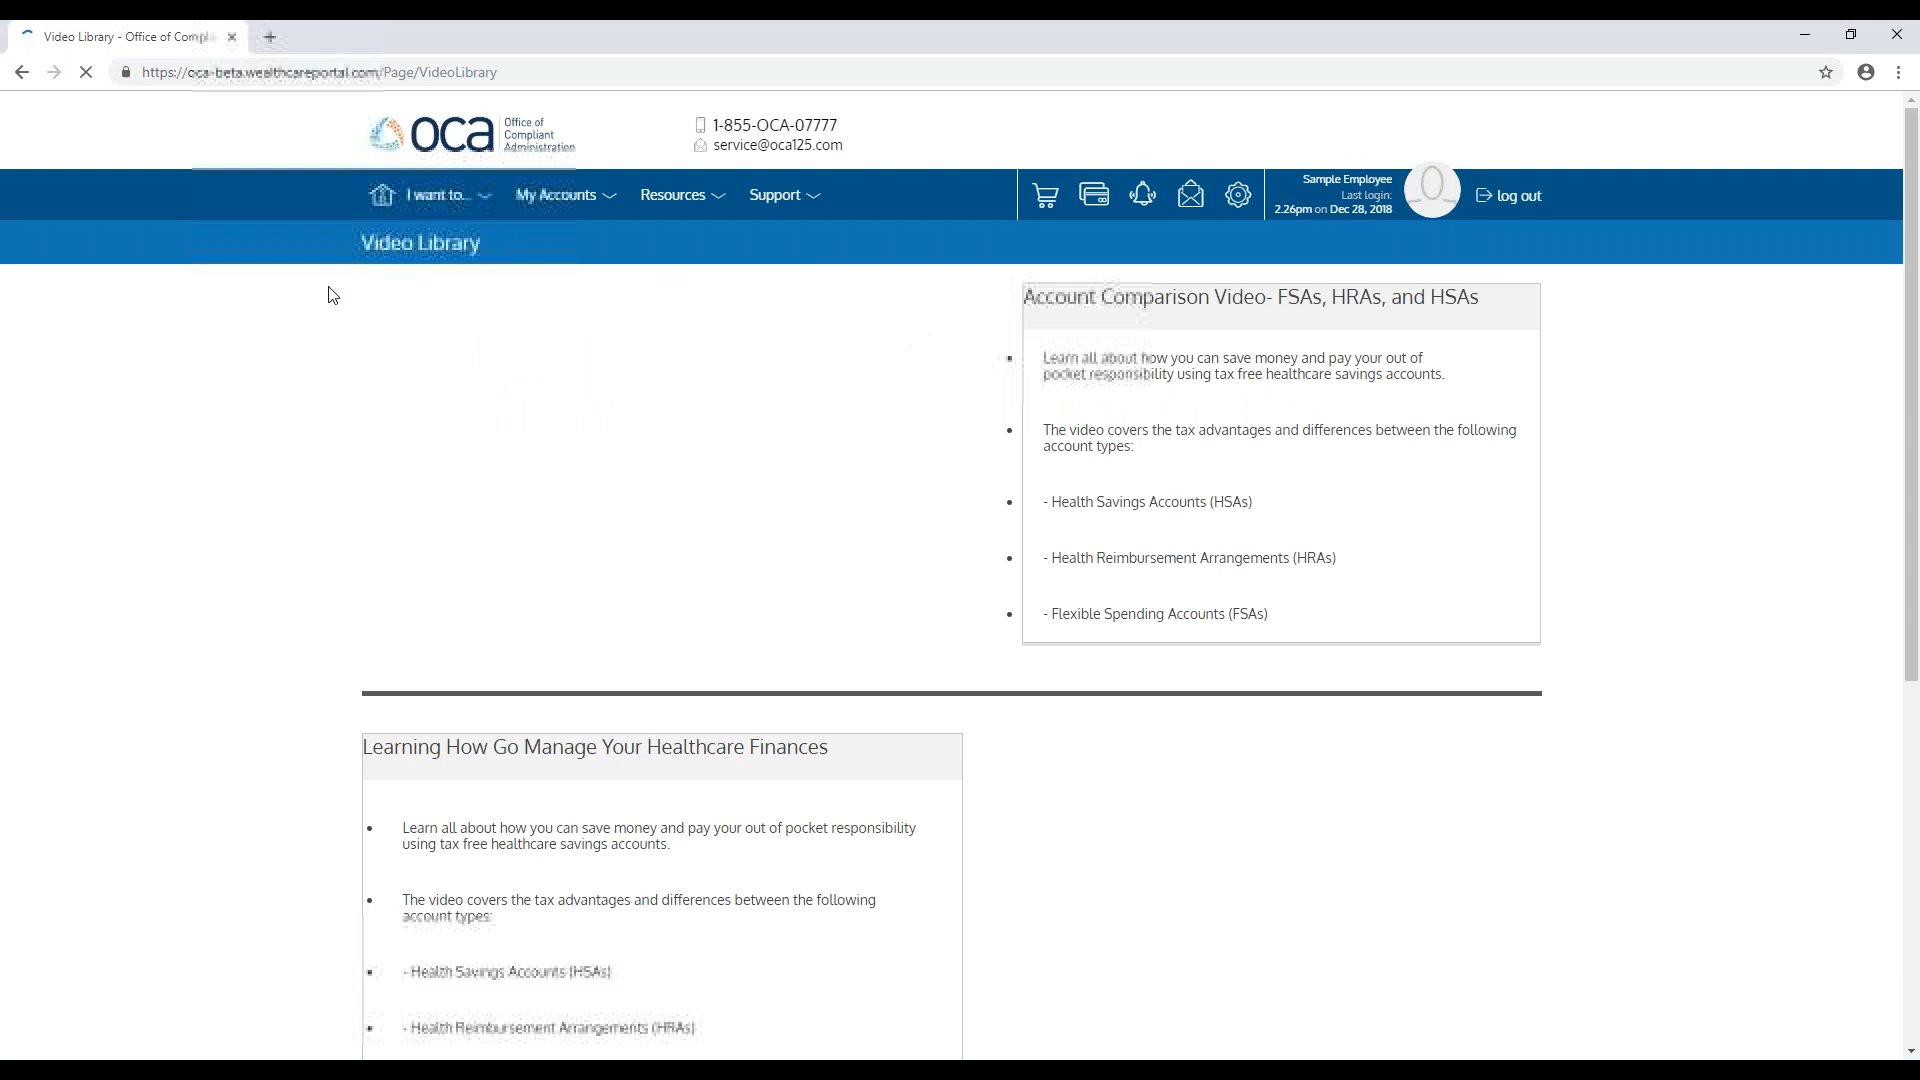 Video Library - Office of Compl
https://oca-beta.wealthcareportal.com/Page/VideoLibrary
oca
Office of
Compliant
Administration
1-855-OCA-07777
service@oca125.com
I want to...
My Accounts
Resources
Support
Sample Employee
Last login:
2.26pm on Dec 28, 2018
log out
Video Library
Account Comparison Video- FSAs, HRAs, and HSAs
Learn all about how you can save money and pay your out of
pocket responsibility using tax free healthcare savings accounts.
The video covers the tax advantages and differences between the following
account types:
- Health Savings Accounts (HSAs)
- Health Reimbursement Arrangements (HRAs)
- Flexible Spending Accounts (FSAs)
Learning How Go Manage Your Healthcare Finances
Learn all about how you can save money and pay your out of pocket responsibility
using tax free healthcare savings accounts.
The video covers the tax advantages and differences between the following
account types:
- Health Savings Accounts (HSAs)
- Health Reimbursement Arrangements (HRAs)